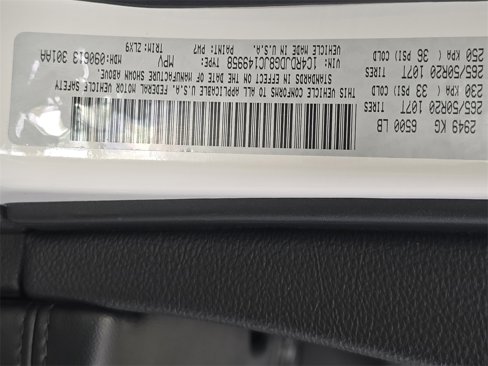 2949 KG 6500 LB
265/50R20 107T TIRES
230 KPA ( 33 PSI COLD
265/50R20 107T TIRES
250 KPA ( 36 PSI COLD
THIS VEHICLE CONFORMS TO ALL APPLICABLE FEDERAL MOTOR VEHICLE SAFETY
STANDARDS IN EFFECT ON THE DATE OF MANUFACTURE SHOWN ABOVE.
VIN: 1C4RDJDG8JC149958 TYPE: MPV MDH: 090613 301AA
VEHICLE MADE IN U.S.A. PAINT: PW7 TRIM: 2LX9